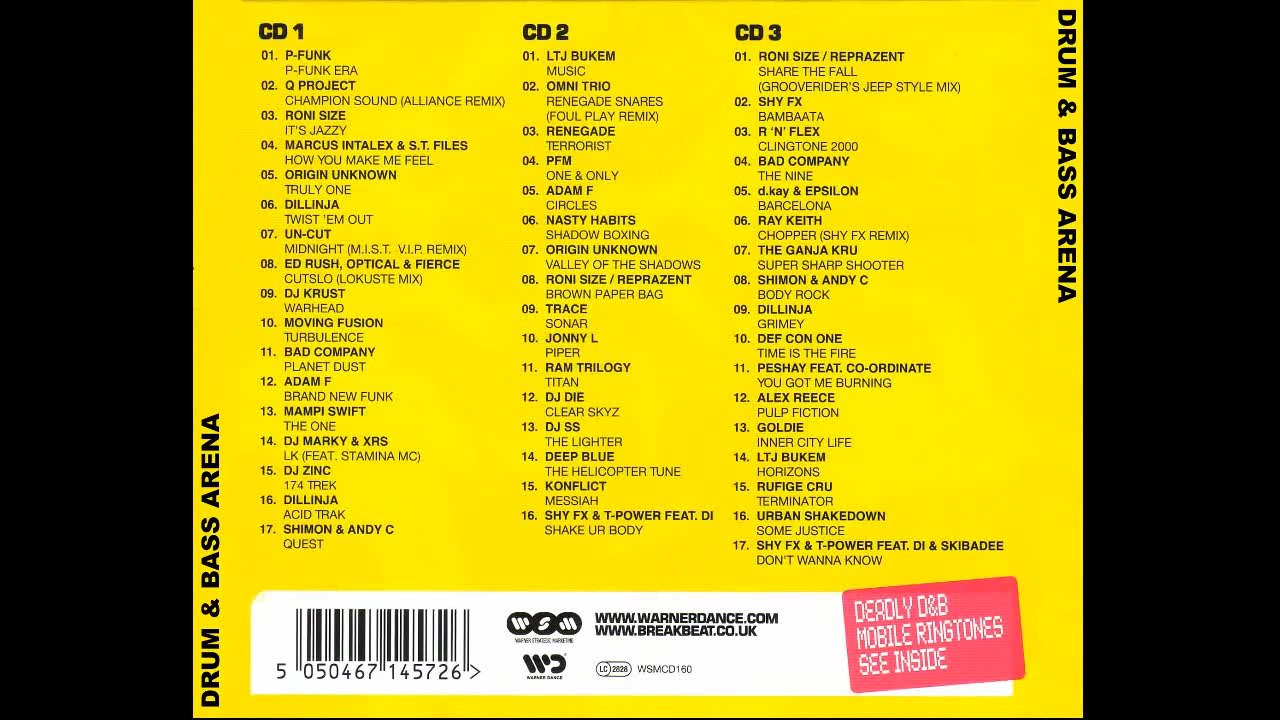 CD 1
01. P-FUNK
P-FUNK ERA
02. Q PROJECT
CHAMPION SOUND (ALLIANCE REMIX)
03. RONI SIZE
IT'S JAZZY
04. MARCUS INTALEX & S.T. FILES
HOW YOU MAKE ME FEEL
05. ORIGIN UNKNOWN
TRULY ONE
06. DILLINJA
TWIST 'EM OUT
07. UN-CUT
MIDNIGHT (M.I.S.T. V.I.P. REMIX)
08. ED RUSH, OPTICAL & FIERCE
CUTSLO (LOKUSTE MIX)
09. DJ KRUST
WARHEAD
10. MOVING FUSION
TURBULENCE
11. BAD COMPANY
PLANET DUST
12. ADAM F
BRAND NEW FUNK
13. MAMPI SWIFT
THE ONE
14. DJ MARKY & XRS
LK (FEAT. STAMINA MC)
15. DJ ZINC
174 TREK
16. DILLINJA
ACID TRAK
17. SHIMON & ANDY C
QUEST
CD 2
01. LTJ BUKEM
MUSIC
02. OMNI TRIO
RENEGADE SNARES
(FOUL PLAY REMIX)
03. RENEGADE
TERRORIST
04. PFM
ONE & ONLY
05. ADAM F
CIRCLES
06. NASTY HABITS
SHADOW BOXING
07. ORIGIN UNKNOWN
VALLEY OF THE SHADOWS
08. RONI SIZE / REPRAZENT
BROWN PAPER BAG
09. TRACE
SONAR
10. JONNY L
PIPER
11. RAM TRILOGY
TITAN
12. DJ DIE
CLEAR SKYZ
13. DJ SS
THE LIGHTER
14. DEEP BLUE
THE HELICOPTER TUNE
15. KONFLICT
MESSIAH
16. SHY FX & T-POWER FEAT. DI
SHAKE UR BODY
CD 3
01. RONI SIZE / REPRAZENT
SHARE THE FALL
(GROOVERIDER'S JEEP STYLE MIX)
02. SHY FX
BAMBAATA
03. R 'N' FLEX
CLINGTONE 2000
04. BAD COMPANY
THE NINE
05. d.kay & EPSILON
BARCELONA
06. RAY KEITH
CHOPPER (SHY FX REMIX)
07. THE GANJA KRU
SUPER SHARP SHOOTER
08. SHIMON & ANDY C
BODY ROCK
09. DILLINJA
GRIMEY
10. DEF CON ONE
TIME IS THE FIRE
11. PESHAY FEAT. CO-ORDINATE
YOU GOT ME BURNING
12. ALEX REECE
PULP FICTION
13. GOLDIE
INNER CITY LIFE
14. LTJ BUKEM
HORIZONS
15. RUFIGE CRU
TERMINATOR
16. URBAN SHAKEDOWN
SOME JUSTICE
17. SHY FX & T-POWER FEAT. DI & SKIBADEE
DON'T WANNA KNOW
DRUM & BASS ARENA
DRUM & BASS ARENA
5 050467 145726 >
WSM
WARNER STRATEGIC MARKETING
WD
WARNER DANCE
WWW.WARNERDANCE.COM
WWW.BREAKBEAT.CO.UK
LC 2828
WSMCD160
DEADLY D&B
MOBILE RINGTONES
SEE INSIDE